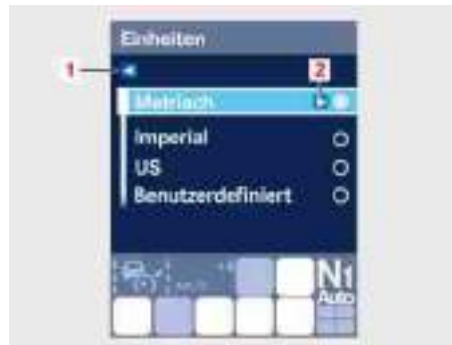 Einheiten
1
2
Metrisch
Imperial
US
Benutzerdefiniert
N1
Auto